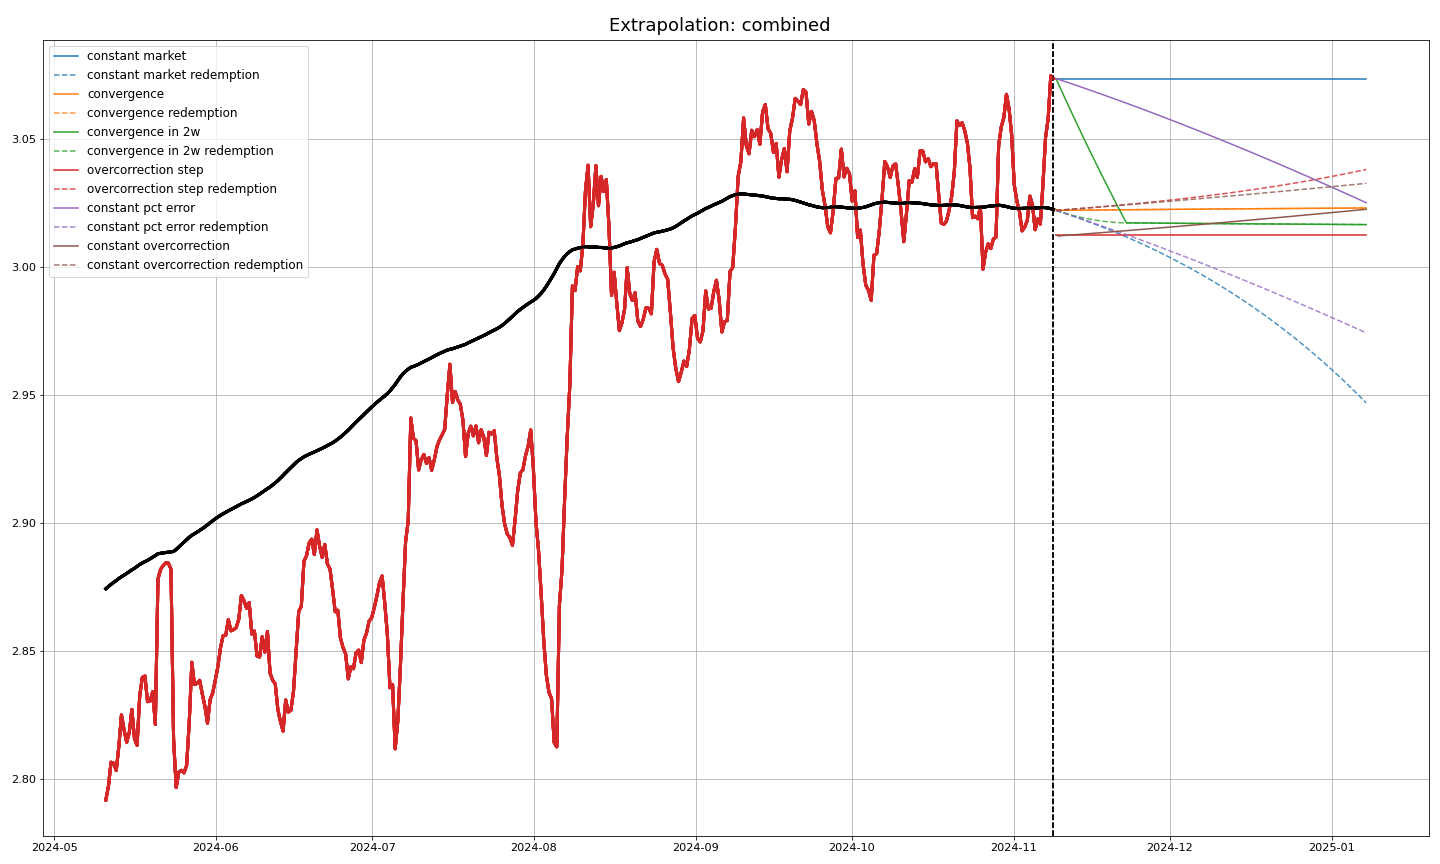 Extrapolation: combined
constant market
constant market redemption
convergence
convergence redemption
convergence in 2w
convergence in 2w redemption
overcorrection step
overcorrection step redemption
constant pct error
constant pct error redemption
constant overcorrection
constant overcorrection redemption
3.05
3.00
2.95
2.90
2.85
2.80
2024-05 2024-06 2024-07 2024-08 2024-09 2024-10 2024-11 2024-12 2025-01